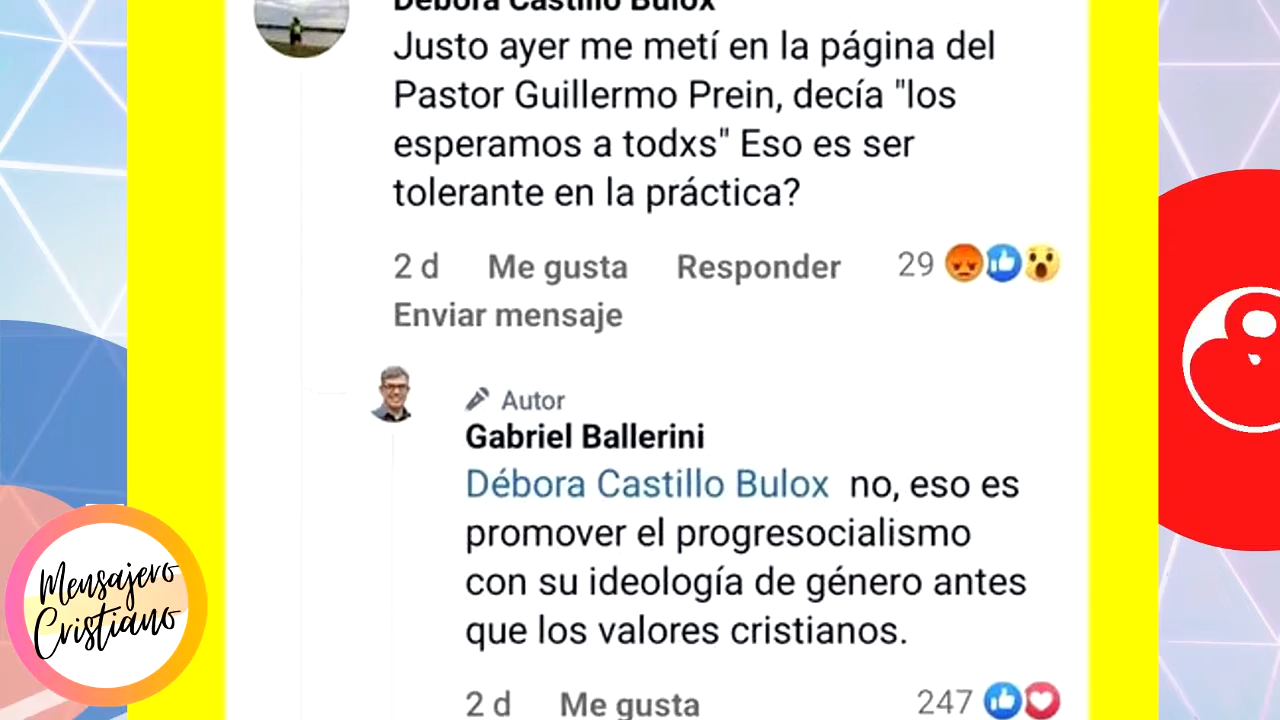 Débora Castillo Bulox
Justo ayer me metí en la página del
Pastor Guillermo Prein, decía "los
esperamos a todxs" Eso es ser
tolerante en la práctica?
2 d Me gusta Responder 29
Enviar mensaje
Autor
Gabriel Ballerini
Débora Castillo Bulox no, eso es
promover el progresocialismo
con su ideología de género antes
que los valores cristianos.
2 d Me gusta 247
Mensajero
Cristiano